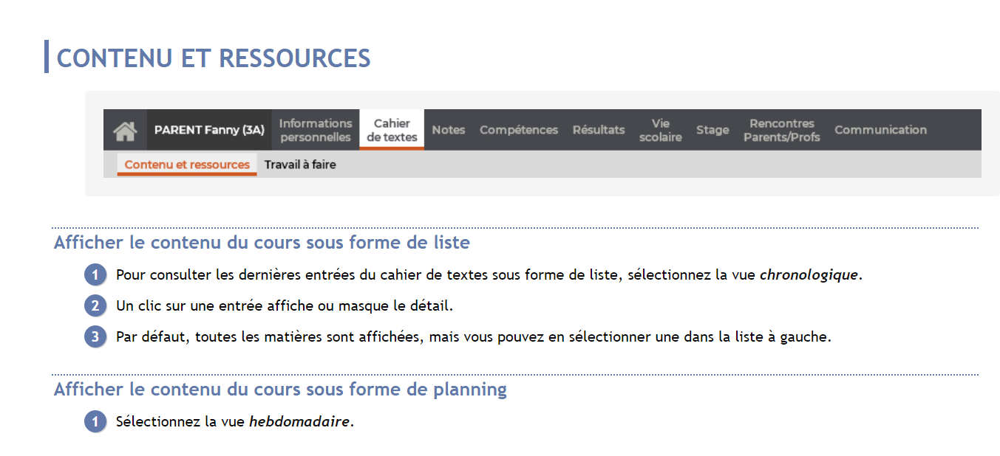 CONTENU ET RESSOURCES
PARENT Fanny (3A)
Informations
personnelles
Cahier
de textes
Notes
Compétences
Résultats
Vie
scolaire
Stage
Rencontres
Parents/Profs
Communication
Contenu et ressources
Travail à faire
Afficher le contenu du cours sous forme de liste
1 Pour consulter les dernières entrées du cahier de textes sous forme de liste, sélectionnez la vue chronologique.
2 Un clic sur une entrée affiche ou masque le détail.
3 Par défaut, toutes les matières sont affichées, mais vous pouvez en sélectionner une dans la liste à gauche.
Afficher le contenu du cours sous forme de planning
1 Sélectionnez la vue hebdomadaire.